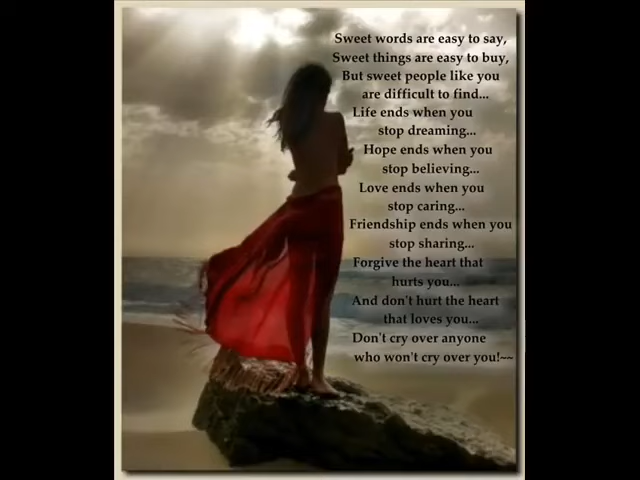 Sweet words are easy to say,
Sweet things are easy to buy,
But sweet people like you
are difficult to find...
Life ends when you
stop dreaming...
Hope ends when you
stop believing...
Love ends when you
stop caring...
Friendship ends when you
stop sharing...
Forgive the heart that
hurts you...
And don't hurt the heart
that loves you...
Don't cry over anyone
who won't cry over you!~~